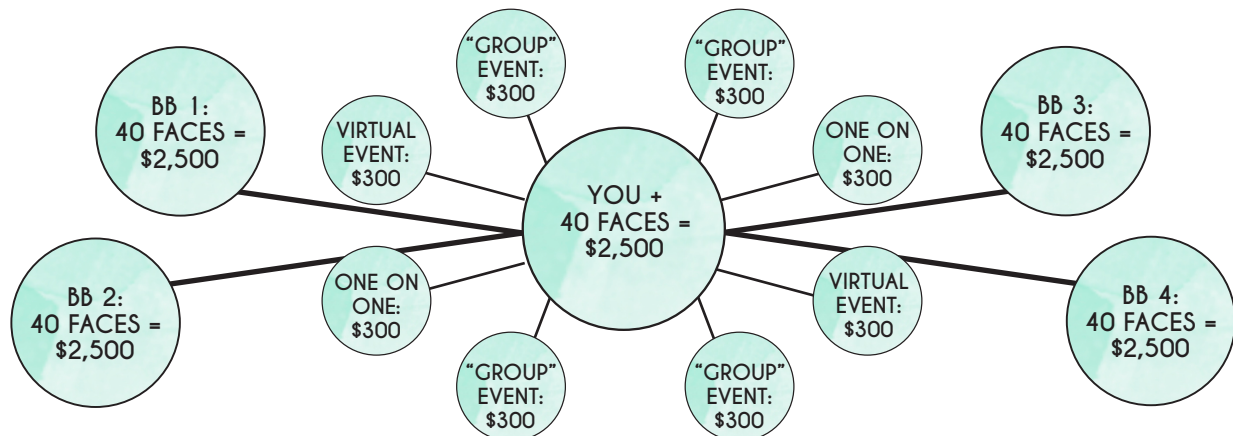 BB 1:
40 FACES =
$2,500
BB 2:
40 FACES =
$2,500
VIRTUAL
EVENT:
$300
ONE ON
ONE:
$300
“GROUP”
EVENT:
$300
“GROUP”
EVENT:
$300
YOU +
40 FACES =
$2,500
“GROUP”
EVENT:
$300
“GROUP”
EVENT:
$300
ONE ON
ONE:
$300
VIRTUAL
EVENT:
$300
BB 3:
40 FACES =
$2,500
BB 4:
40 FACES =
$2,500